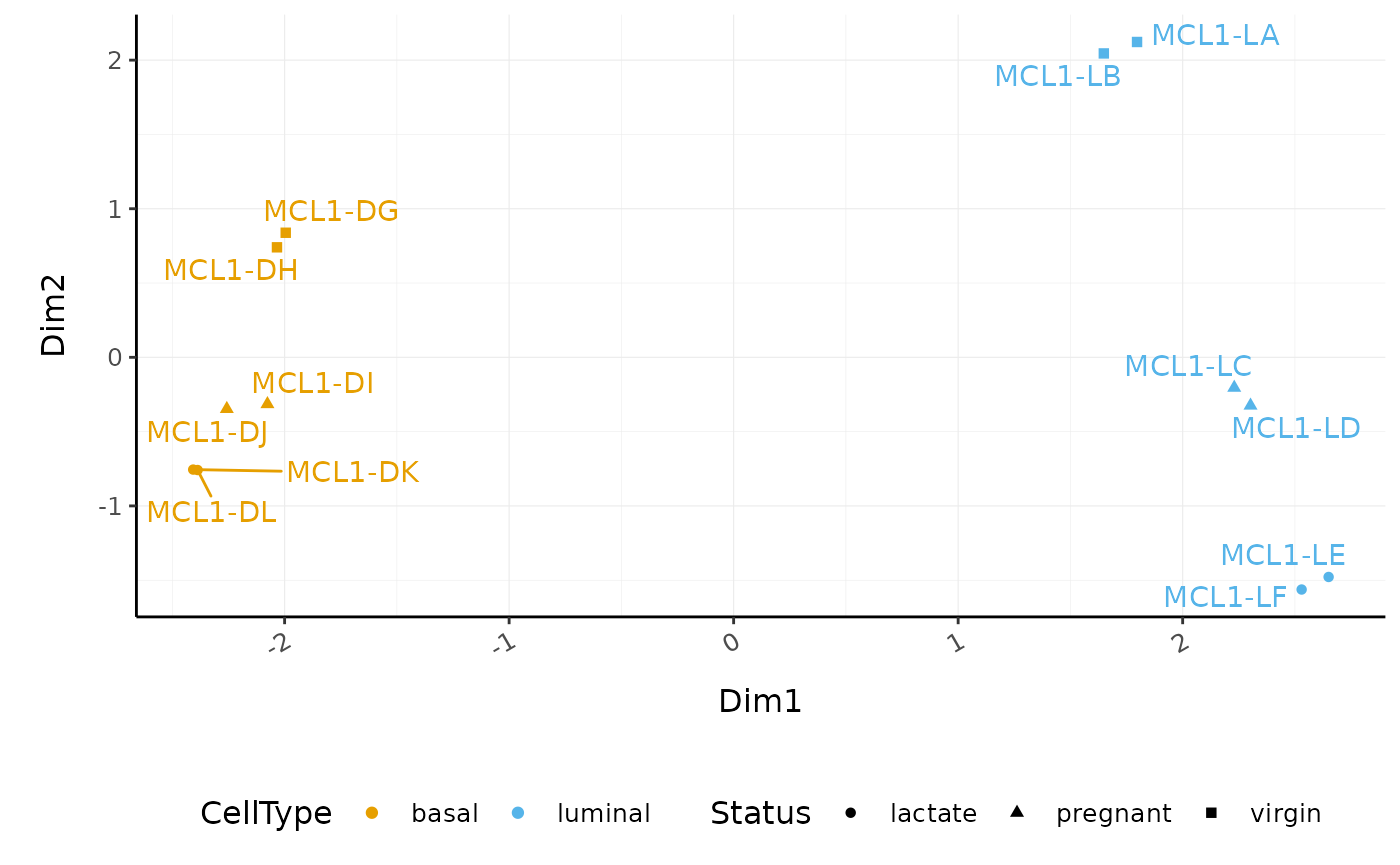 MCL1-LA
2
MCL1-LB
MCL1-DG
1
MCL1-DH
Dim2
0
MCL1-LC
MCL1-DI
MCL1-DJ
MCL1-LD
MCL1-DK
MCL1-DL
-1
MCL1-LE
MCL1-LF
-2 -1 0 1 2
Dim1
CellType basal luminal Status lactate pregnant virgin